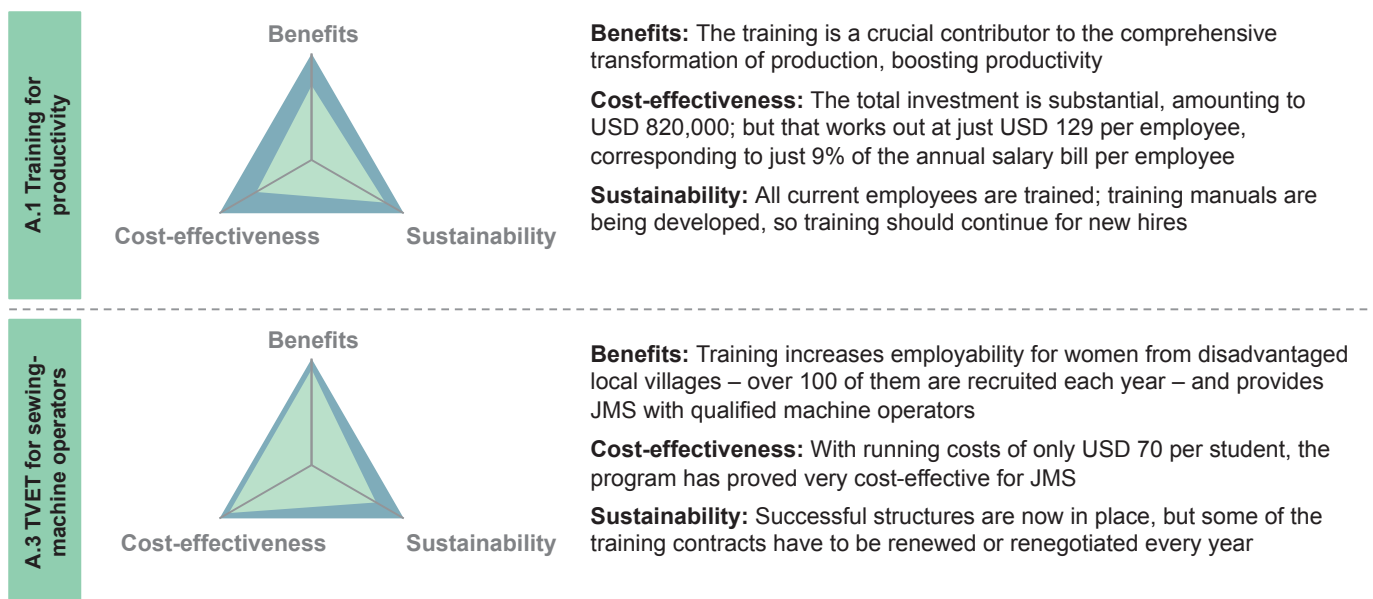 A.1 Training for
productivity
Benefits
Cost-effectiveness
Sustainability
Benefits: The training is a crucial contributor to the comprehensive
transformation of production, boosting productivity
Cost-effectiveness: The total investment is substantial, amounting to
USD 820,000; but that works out at just USD 129 per employee,
corresponding to just 9% of the annual salary bill per employee
Sustainability: All current employees are trained; training manuals are
being developed, so training should continue for new hires
A.3 TVET for sewing-
machine operators
Benefits
Cost-effectiveness
Sustainability
Benefits: Training increases employability for women from disadvantaged
local villages – over 100 of them are recruited each year – and provides
JMS with qualified machine operators
Cost-effectiveness: With running costs of only USD 70 per student, the
program has proved very cost-effective for JMS
Sustainability: Successful structures are now in place, but some of the
training contracts have to be renewed or renegotiated every year